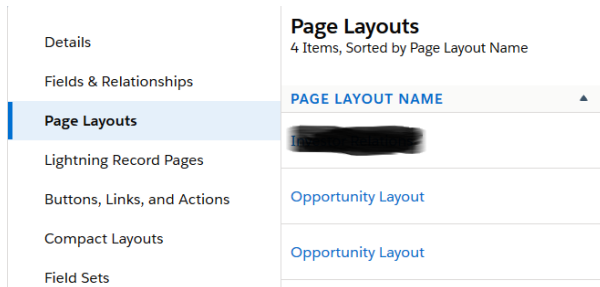 Details
Fields & Relationships
Page Layouts
Lightning Record Pages
Buttons, Links, and Actions
Compact Layouts
Field Sets
Page Layouts
4 Items, Sorted by Page Layout Name
PAGE LAYOUT NAME
Opportunity Layout
Opportunity Layout